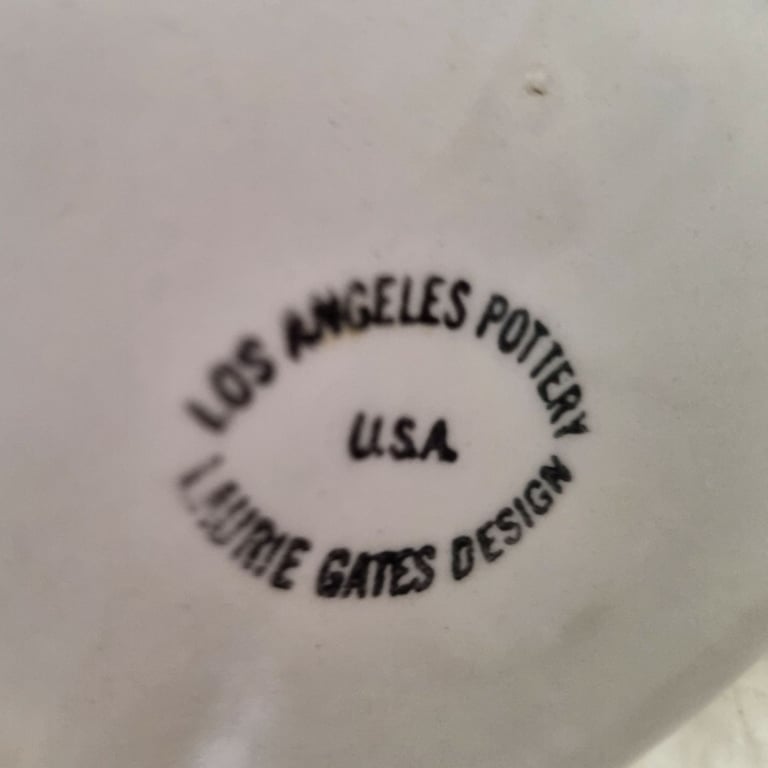 LOS ANGELES POTTERY
U.S.A.
LAURIE GATES DESIGN